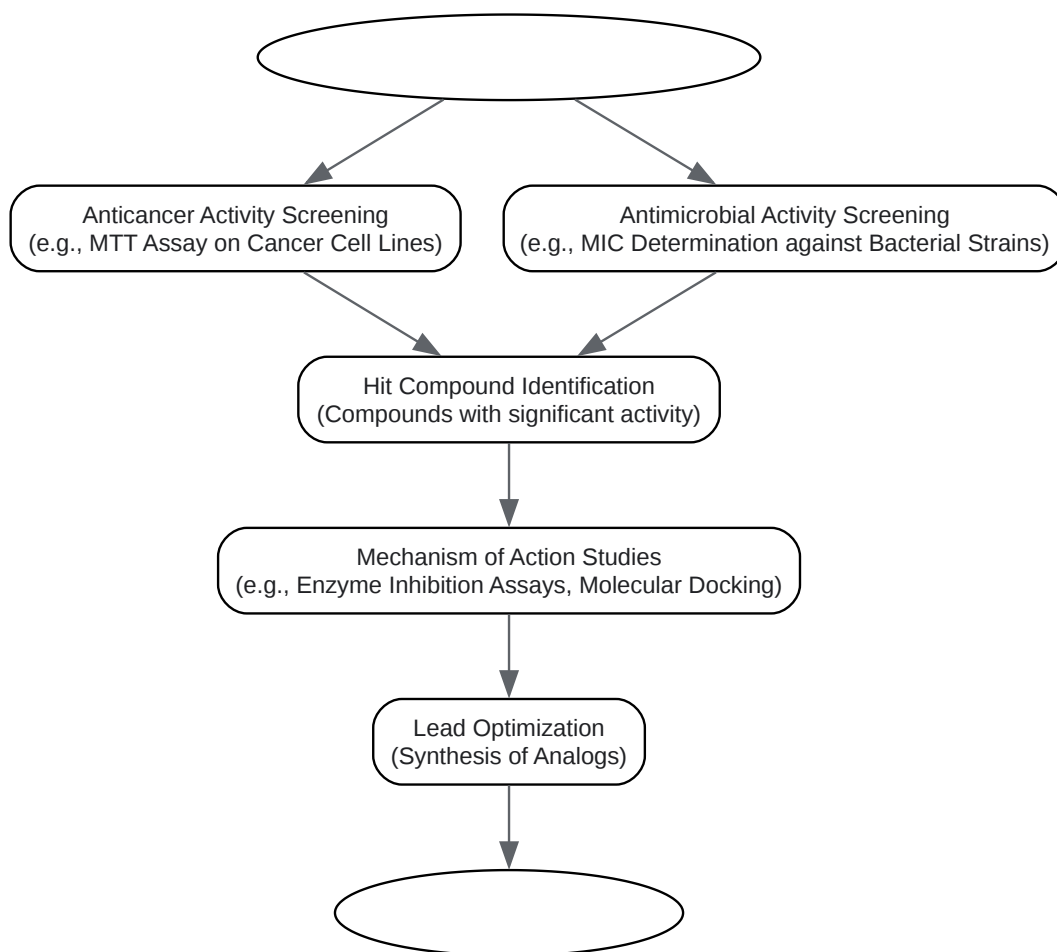 Anticancer Activity Screening
(e.g., MTT Assay on Cancer Cell Lines)
Antimicrobial Activity Screening
(e.g., MIC Determination against Bacterial Strains)
Hit Compound Identification
(Compounds with significant activity)
Mechanism of Action Studies
(e.g., Enzyme Inhibition Assays, Molecular Docking)
Lead Optimization
(Synthesis of Analogs)